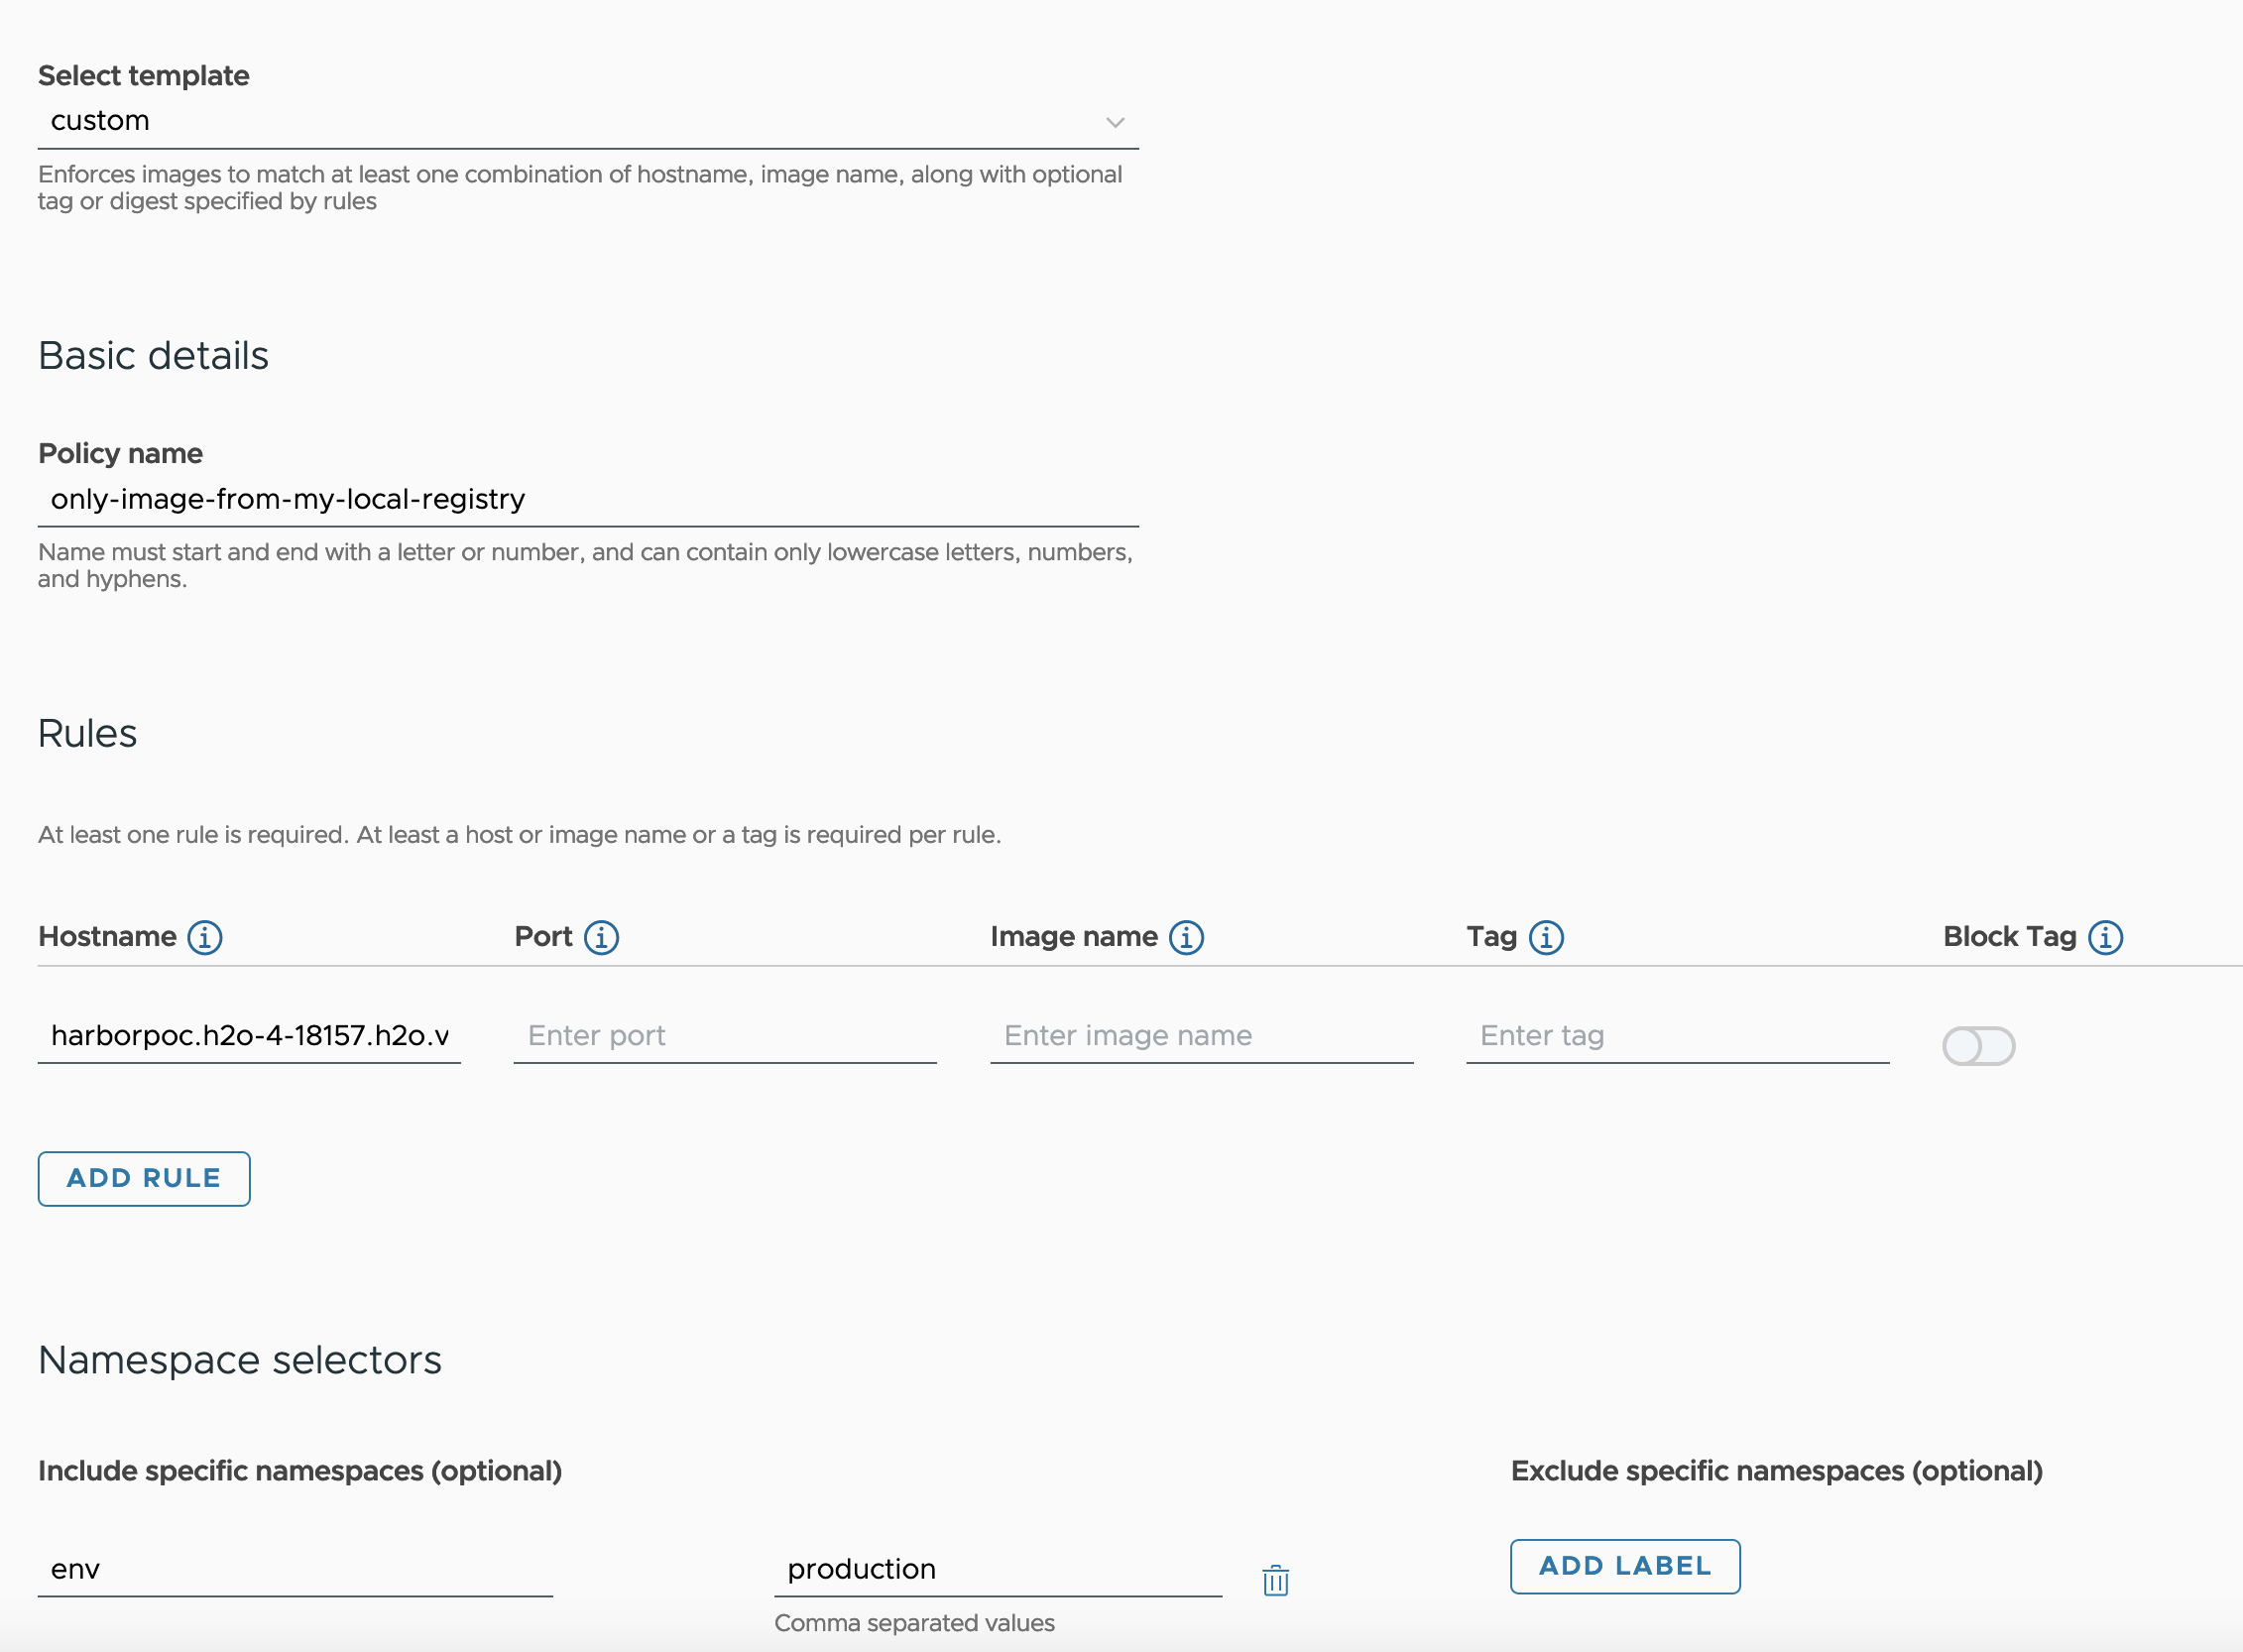 Select template
custom
Enforces images to match at least one combination of hostname, image name, along with optional
tag or digest specified by rules
Basic details
Policy name
only-image-from-my-local-registry
Name must start and end with a letter or number, and can contain only lowercase letters, numbers,
and hyphens.
Rules
At least one rule is required. At least a host or image name or a tag is required per rule.
Hostname Port Image name Tag Block Tag
harborpoc.h2o-4-18157.h2o.v Enter port Enter image name Enter tag
ADD RULE
Namespace selectors
Include specific namespaces (optional) Exclude specific namespaces (optional)
env production ADD LABEL
Comma separated values